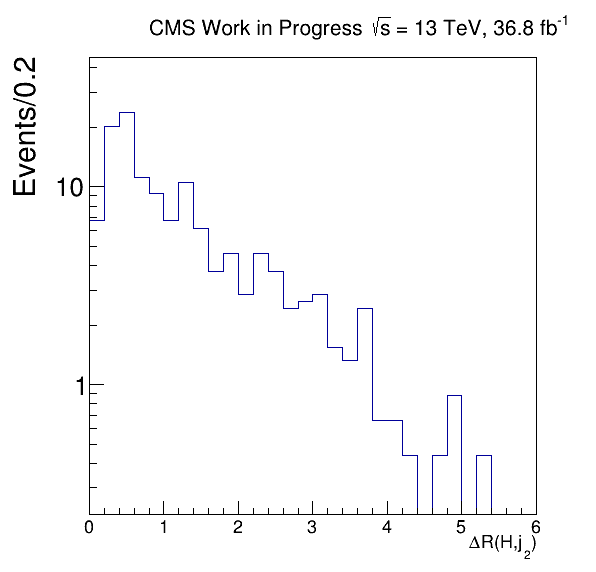 CMS Work in Progress √s = 13 TeV, 36.8 fb⁻¹
Events/0.2
10
1
0 1 2 3 4 5 6
ΔR(H,j₂)